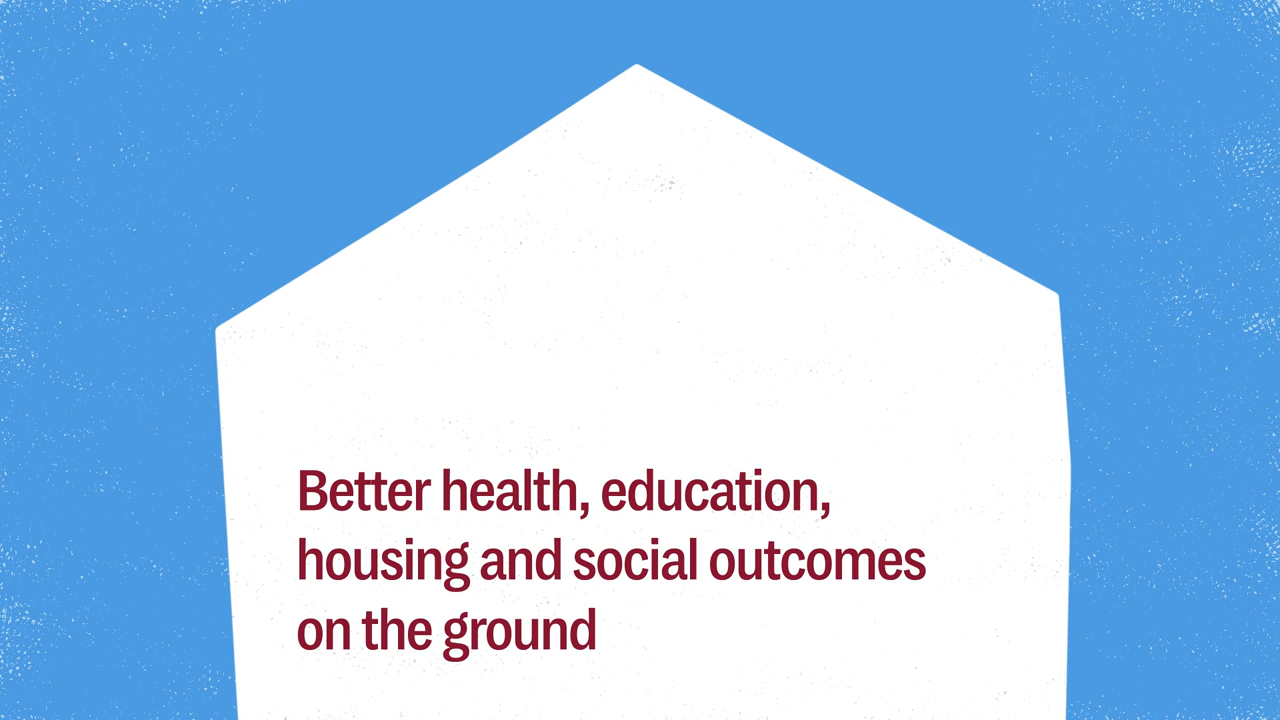 Better health, education,
housing and social outcomes
on the ground